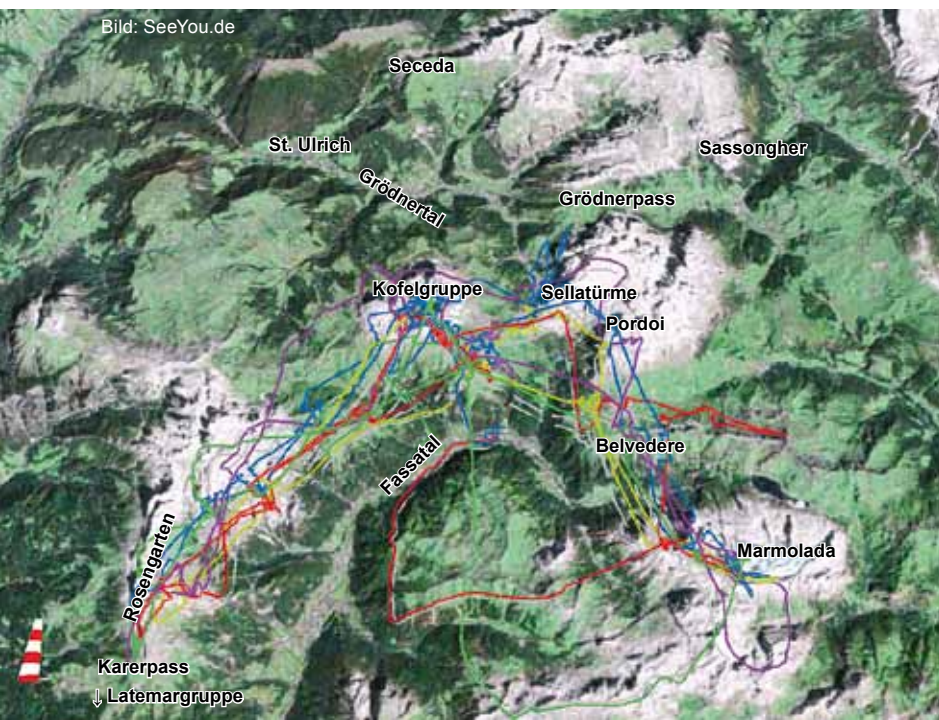 Bild: SeeYou.de
Seceda
St. Ulrich
Sassongher
Grödnertal
Grödnerpass
Kofelgruppe
Sellatürme
Pordoi
Belvedere
Fassatal
Marmolada
Rosengarten
Karerpass
↓ Latemargruppe